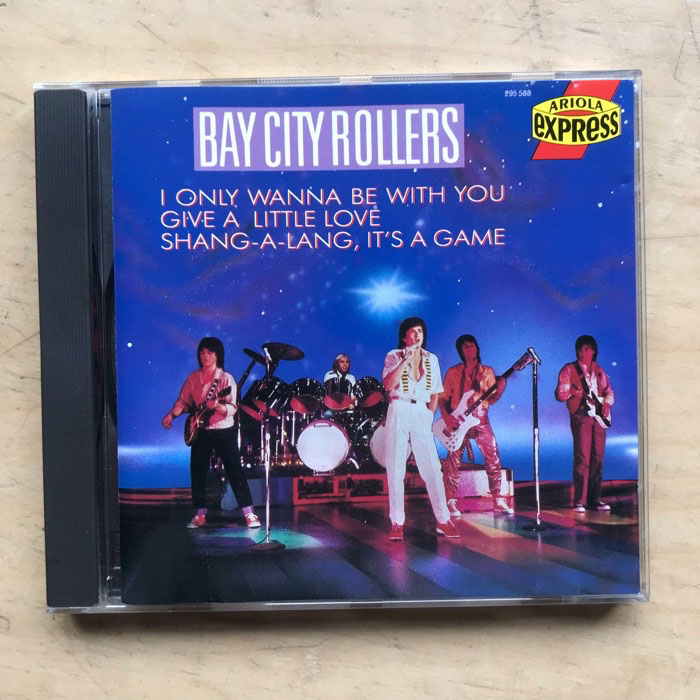 295 588
ARIOLA
EXPRESS
BAY CITY ROLLERS
I ONLY WANNA BE WITH YOU
GIVE A LITTLE LOVE
SHANG-A-LANG, IT'S A GAME